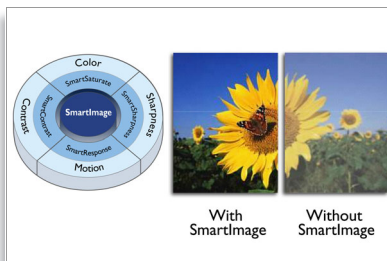 Color
SmartSaturate
Contrast
SmartContrast
SmartImage
SmartSharpness
Sharpness
SmartResponse
Motion
With
SmartImage
Without
SmartImage